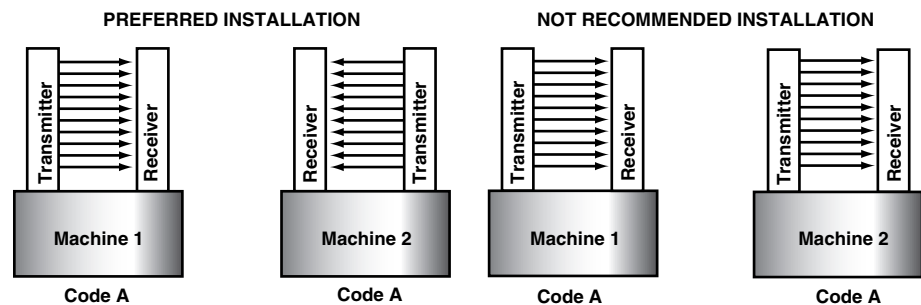 PREFERRED INSTALLATION
NOT RECOMMENDED INSTALLATION
Transmitter
Receiver
Receiver
Transmitter
Transmitter
Receiver
Transmitter
Receiver
Machine 1
Machine 2
Machine 1
Machine 2
Code A
Code A
Code A
Code A